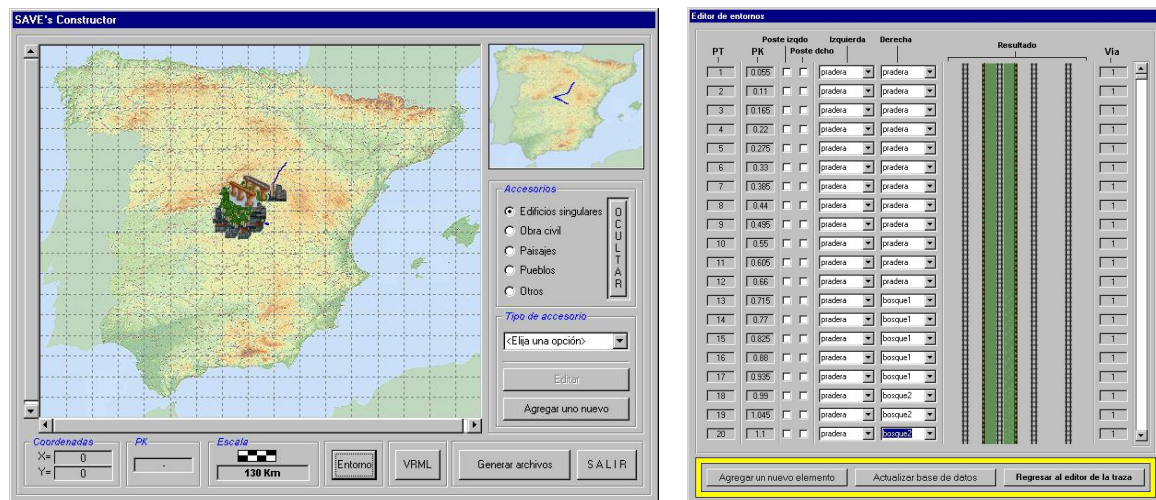 SAVE's Constructor
Accesorios
Edificios singulares
Obra civil
Paisajes
Pueblos
Otros
OCULTAR
Tipo de accesorio
<Elija una opción>
Editar
Agregar uno nuevo
Coordenadas
X= 0
Y= 0
PK
.
Escala
130 Km
Entorno
VRML
Generar archivos
SALIR
Editor de entornos
Poste izqdo Izquierda Derecha
PT PK Poste dcho Resultado Via
1 0.055 pradera pradera 1
2 0.11 pradera pradera 1
3 0.165 pradera pradera 1
4 0.22 pradera pradera 1
5 0.275 pradera pradera 1
6 0.33 pradera pradera 1
7 0.385 pradera pradera 1
8 0.44 pradera pradera 1
9 0.495 pradera pradera 1
10 0.55 pradera pradera 1
11 0.605 pradera pradera 1
12 0.66 pradera pradera 1
13 0.715 pradera bosque1 1
14 0.77 pradera bosque1 1
15 0.825 pradera bosque1 1
16 0.88 pradera bosque1 1
17 0.935 pradera bosque1 1
18 0.99 pradera bosque2 1
19 1.045 pradera bosque2 1
20 1.1 pradera bosque2 1
Agregar un nuevo elemento
Actualizar base de datos
Regresar al editor de la traza